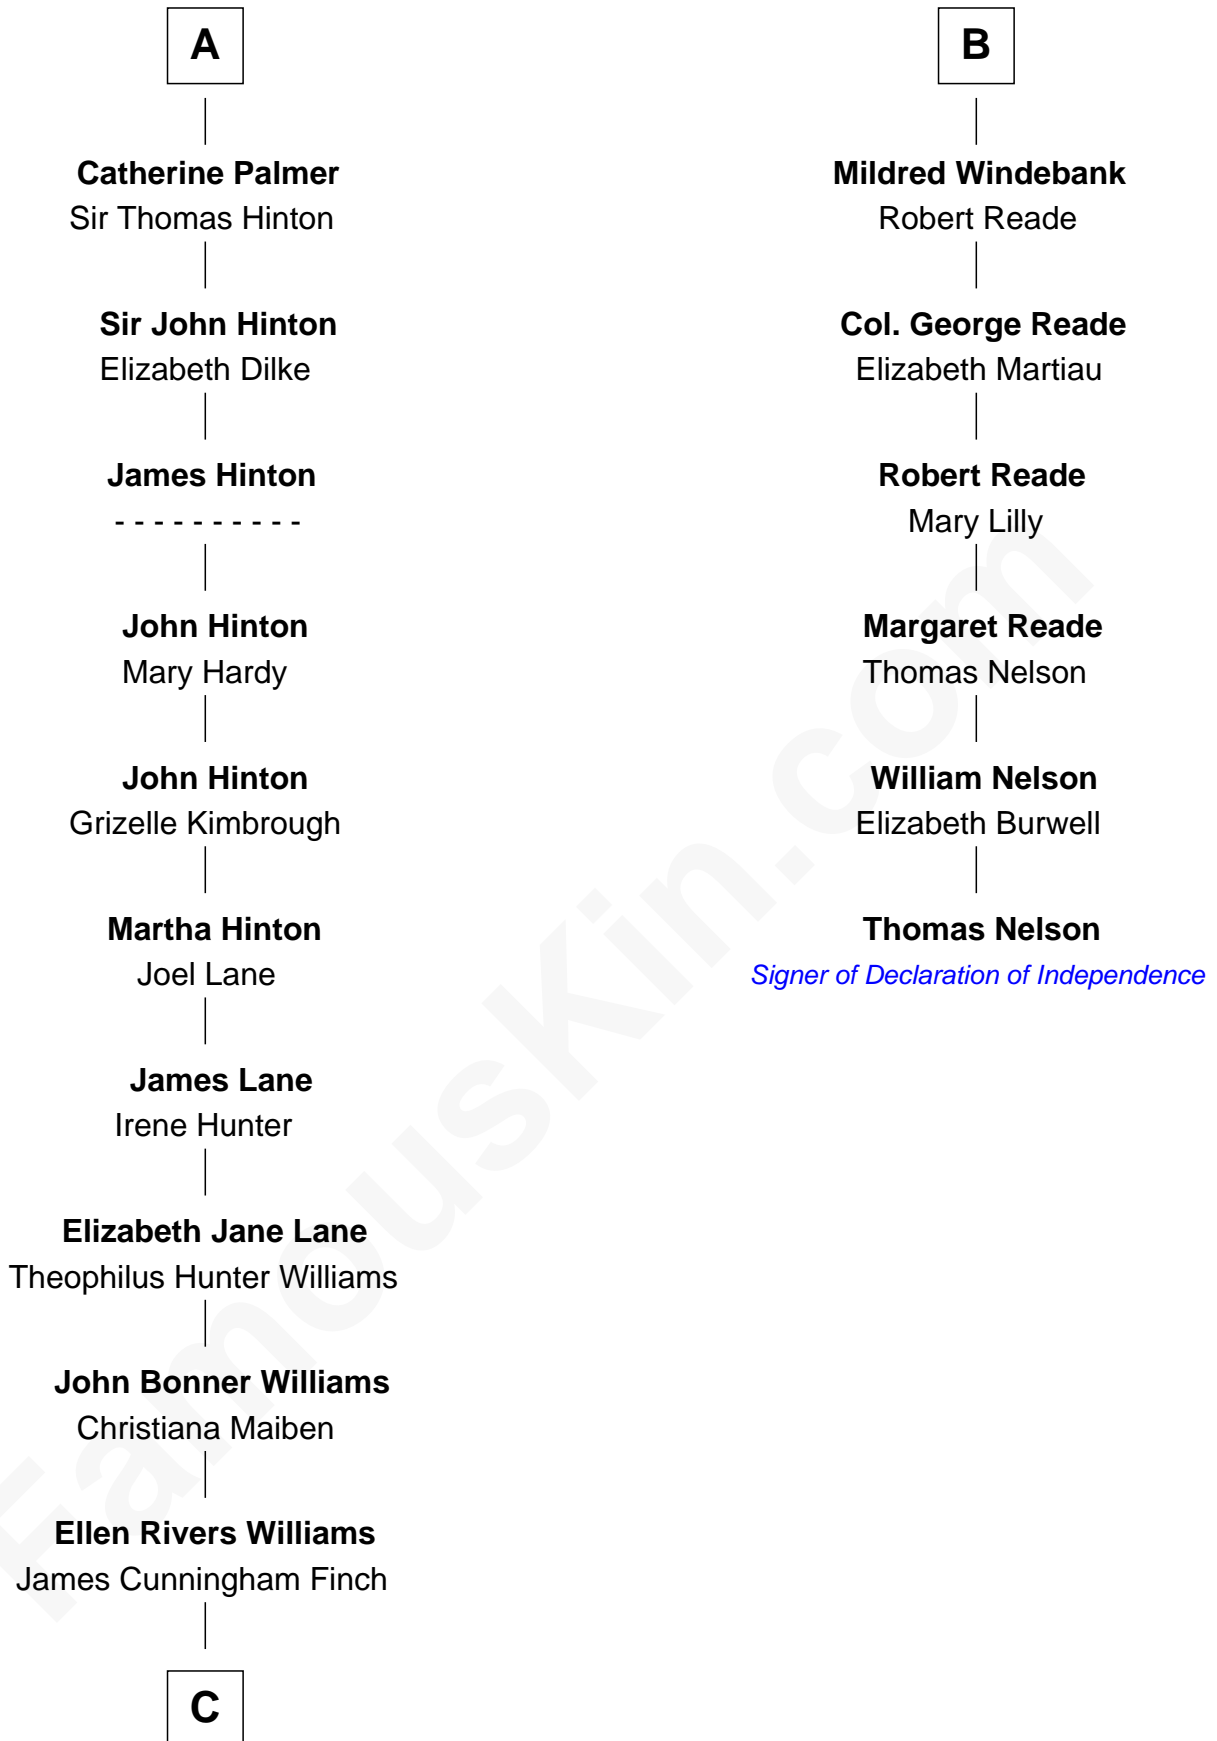 A
Catherine Palmer
Sir Thomas Hinton
Sir John Hinton
Elizabeth Dilke
James Hinton
- - - - - - - - - -
John Hinton
Mary Hardy
John Hinton
Grizelle Kimbrough
Martha Hinton
Joel Lane
James Lane
Irene Hunter
Elizabeth Jane Lane
Theophilus Hunter Williams
John Bonner Williams
Christiana Maiben
Ellen Rivers Williams
James Cunningham Finch
C
B
Mildred Windebank
Robert Reade
Col. George Reade
Elizabeth Martiau
Robert Reade
Mary Lilly
Margaret Reade
Thomas Nelson
William Nelson
Elizabeth Burwell
Thomas Nelson
Signer of Declaration of Independence
FamousKin.com